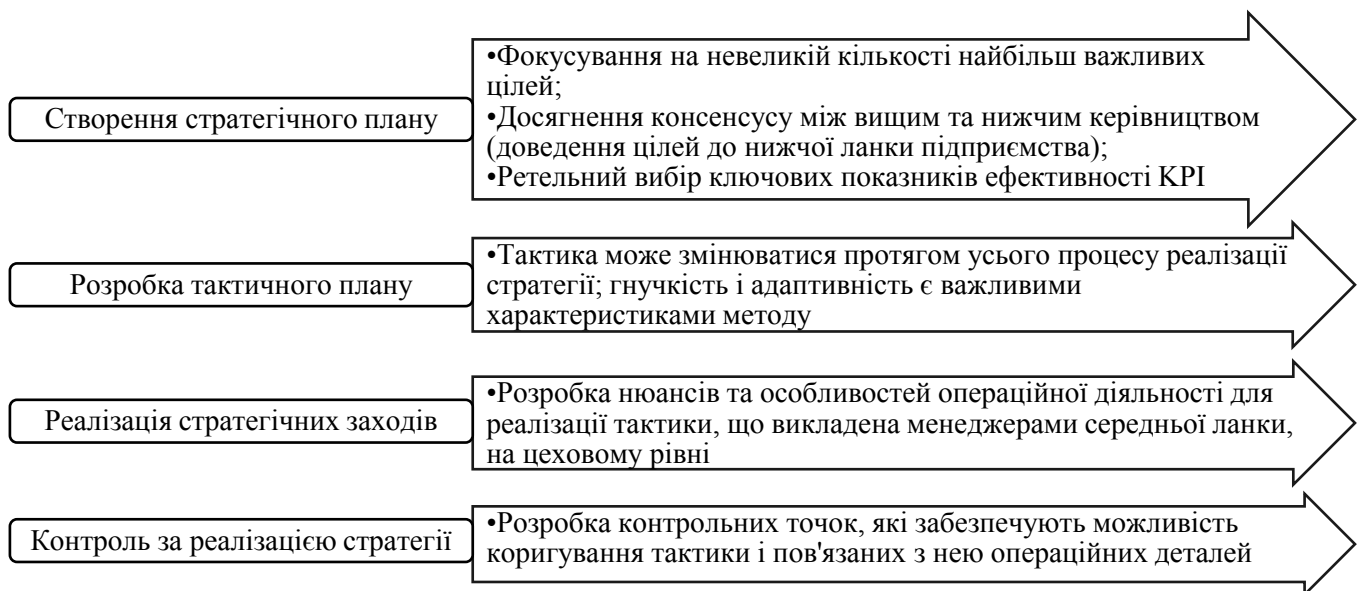 Створення стратегічного плану
•Фокусування на невеликій кількості найбільш важливих
цілей;
•Досягнення консенсусу між вищим та нижчим керівництвом
(доведення цілей до нижчої ланки підприємства);
•Ретельний вибір ключових показників ефективності KPI
Розробка тактичного плану
•Тактика може змінюватися протягом усього процесу реалізації
стратегії; гнучкість і адаптивність є важливими
характеристиками методу
Реалізація стратегічних заходів
•Розробка нюансів та особливостей операційної діяльності для
реалізації тактики, що викладена менеджерами середньої ланки,
на цеховому рівні
Контроль за реалізацією стратегії
•Розробка контрольних точок, які забезпечують можливість
коригування тактики і пов'язаних з нею операційних деталей